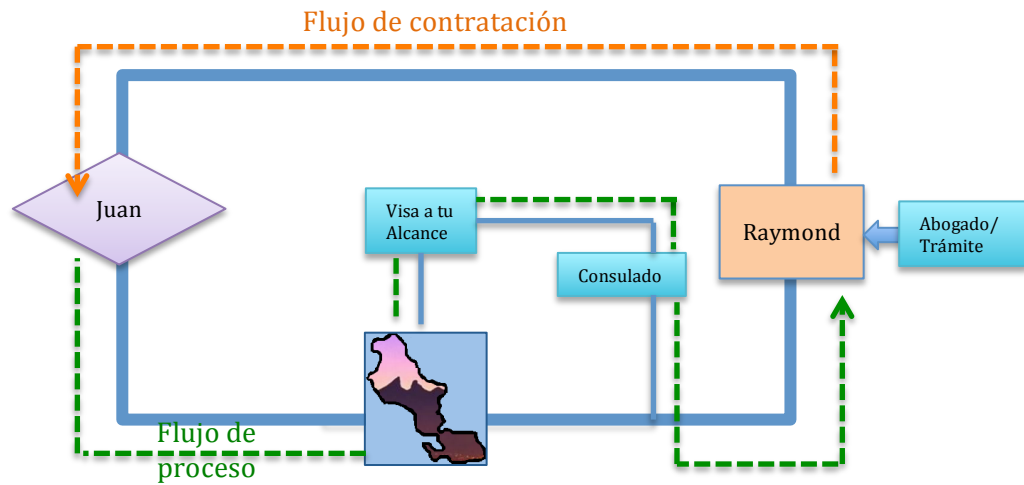 Flujo de contratación
Juan
Visa a tu
Alcance
Consulado
Raymond
Abogado/
Trámite
Flujo de
proceso